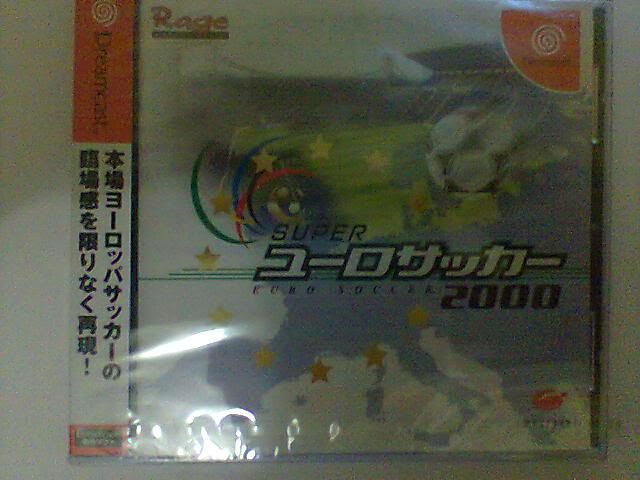 Rage
Dreamcast
Dreamcast
本場ヨーロッパサッカーの
臨場感を限りなく再現!
SUPER
ユーロサッカー
EURO SOCCER
2000